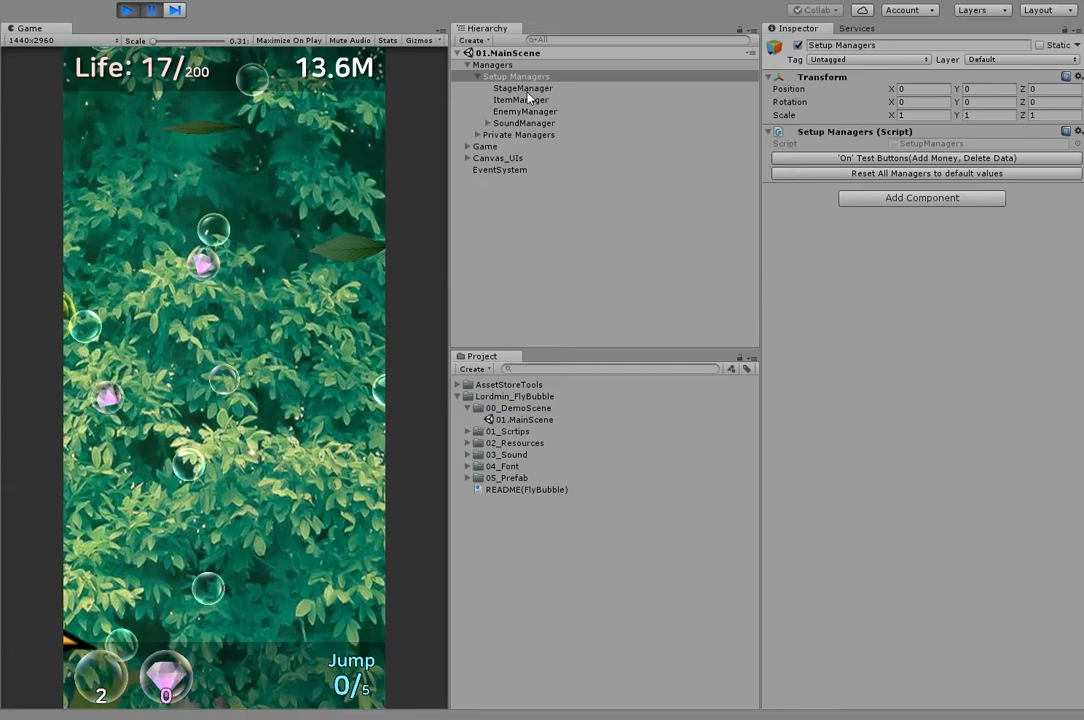 Collab
Account
Layers
Layout
Game
1440x2960
Scale
0.31:
Maximize On Play
Mute Audio
Stats
Gizmos
Life: 17/200
13.6M
2
0
Jump
0/5
Hierarchy
Create
All
01.MainScene
Managers
Setup Managers
StageManager
ItemManager
EnemyManager
SoundManager
Private Managers
Game
Canvas_UIs
EventSystem
Project
Create
AssetStoreTools
Lordmin_FlyBubble
00_DemoScene
01.MainScene
01_Scrtips
02_Resources
03_Sound
04_Font
05_Prefab
README(FlyBubble)
Inspector
Services
Setup Managers
Static
Tag Untagged
Layer Default
Transform
Position X 0 Y 0 Z 0
Rotation X 0 Y 0 Z 0
Scale X 1 Y 1 Z 1
Setup Managers (Script)
Script SetupManagers
'On' Test Buttons(Add Money, Delete Data)
Reset All Managers to default values
Add Component